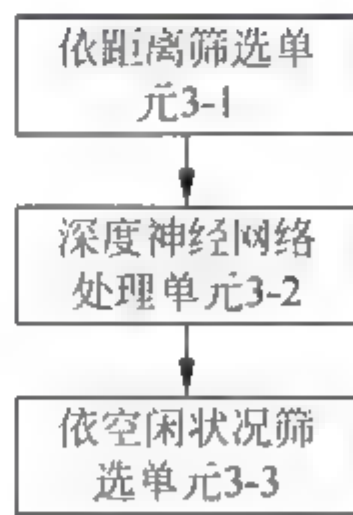 依距离筛选单
元3-1
深度神经网络
处理单元3-2
依空闲状况筛
选单元3-3